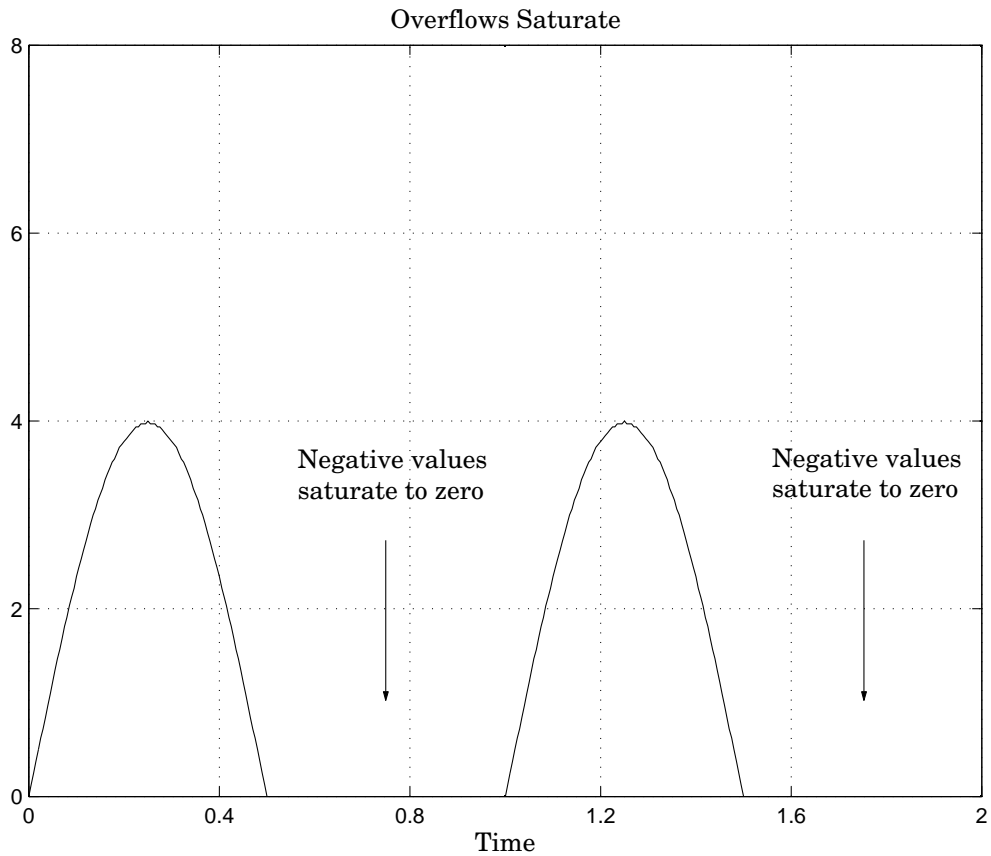 Overflows Saturate
8
6
4
Negative values
saturate to zero
Negative values
saturate to zero
2
0
0 0.4 0.8 1.2 1.6 2
Time